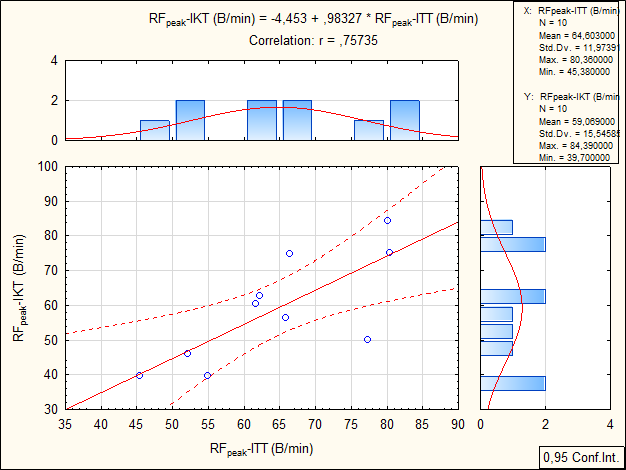 RFpeak-IKT (B/min) = -4,453 + ,98327 * RFpeak-ITT (B/min)
Correlation: r = ,75735
X: RFpeak-ITT (B/min)
N = 10
Mean = 64,603000
Std.Dv. = 11,97391
Max. = 80,360000
Min. = 45,380000
Y: RFpeak-IKT (B/min
N = 10
Mean = 59,069000
Std.Dv. = 15,54585
Max. = 84,390000
Min. = 39,700000
4
2
0
100
90
80
70
60
50
40
30
RFpeak-IKT (B/min)
35 40 45 50 55 60 65 70 75 80 85 90
RFpeak-ITT (B/min)
0 2 4
0,95 Conf.Int.